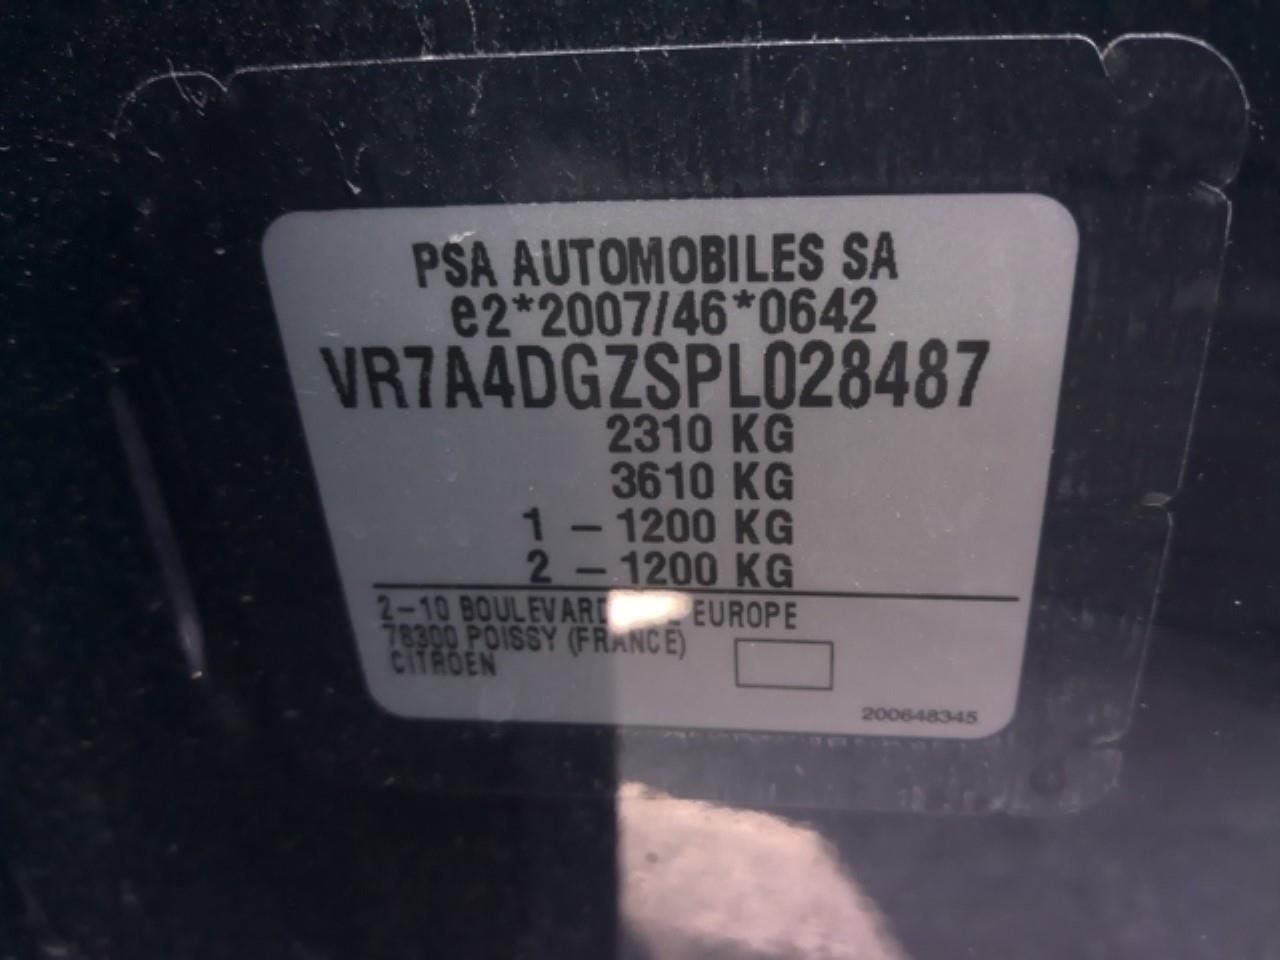 PSA AUTOMOBILES SA
e2*2007/46*0642
VR7A4DGZSPL028487
2310 KG
3610 KG
1 – 1200 KG
2 – 1200 KG
2–10 BOULEVARD EUROPE
78300 POISSY (FRANCE)
CITROEN
200648345